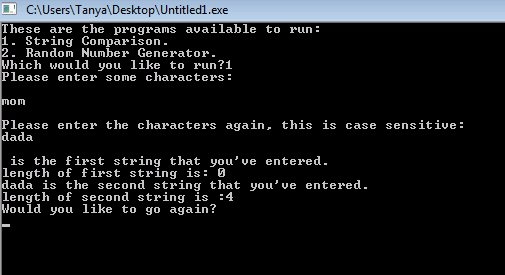 C:\Users\Tanya\Desktop\Untitled1.exe
These are the programs available to run:
1. String Comparison.
2. Random Number Generator.
Which would you like to run?1
Please enter some characters:
mom
Please enter the characters again, this is case sensitive:
dada
is the first string that you've entered.
length of first string is: 0
dada is the second string that you've entered.
length of second string is :4
Would you like to go again?